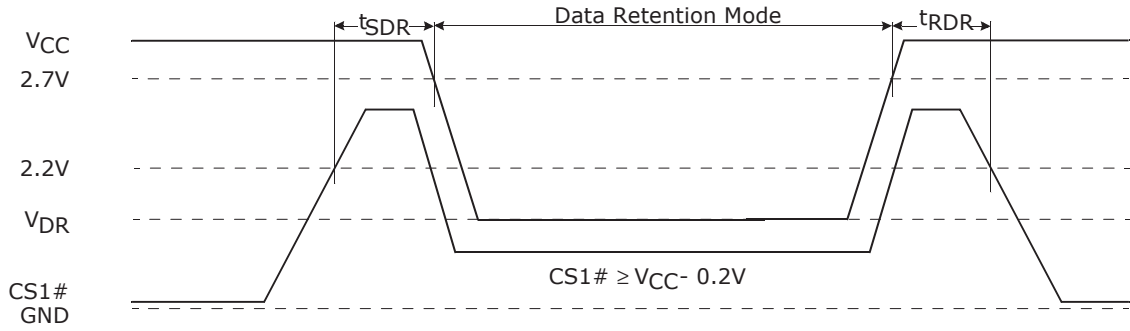 tSDR
Data Retention Mode
tRDR
VCC
2.7V
2.2V
VDR
CS1# ≥ VCC - 0.2V
CS1#
GND